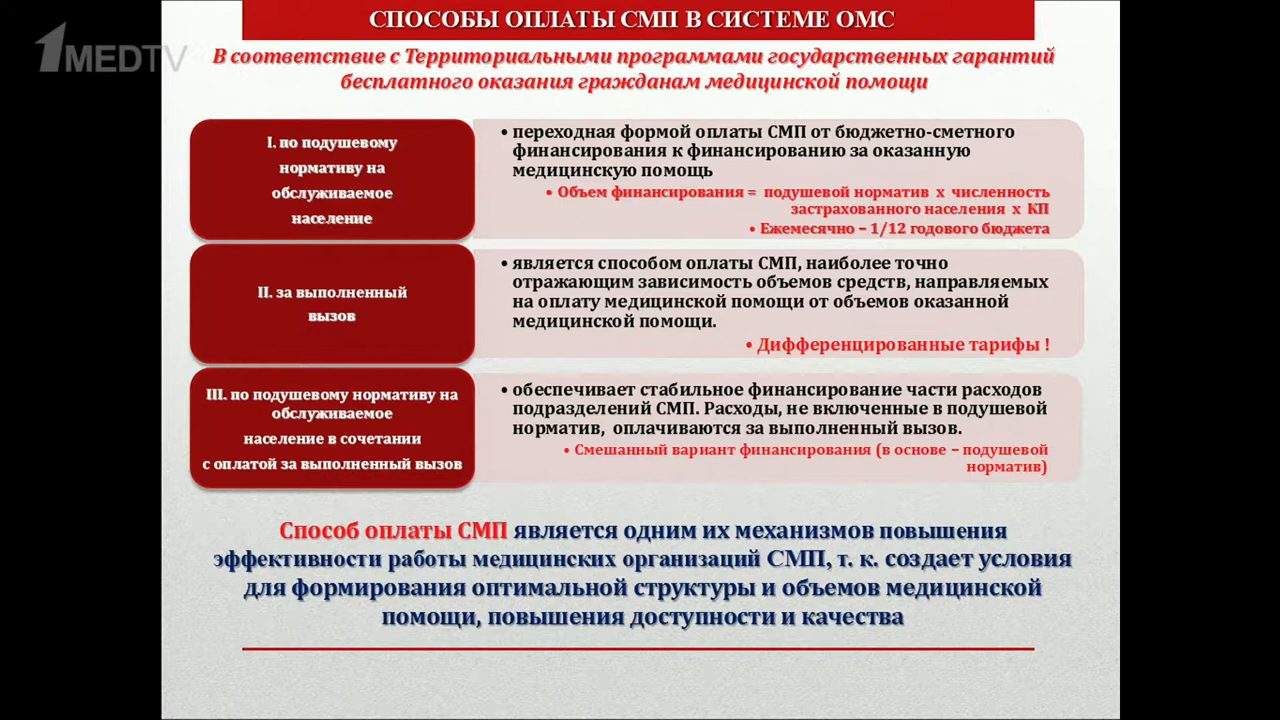 1MEDTV
СПОСОБЫ ОПЛАТЫ СМП В СИСТЕМЕ ОМС
В соответствие с Территориальными программами государственных гарантий
бесплатного оказания гражданам медицинской помощи
I. по подушевому
нормативу на
обслуживаемое
население
• переходная формой оплаты СМП от бюджетно-сметного
финансирования к финансированию за оказанную
медицинскую помощь
• Объем финансирования = подушевой норматив х численность
застрахованного населения х КП
• Ежемесячно – 1/12 годового бюджета
II. за выполненный
вызов
• является способом оплаты СМП, наиболее точно
отражающим зависимость объемов средств, направляемых
на оплату медицинской помощи от объемов оказанной
медицинской помощи.
• Дифференцированные тарифы !
III. по подушевому нормативу на
обслуживаемое
население в сочетании
с оплатой за выполненный вызов
• обеспечивает стабильное финансирование части расходов
подразделений СМП. Расходы, не включенные в подушевой
норматив, оплачиваются за выполненный вызов.
• Смешанный вариант финансирования (в основе – подушевой
норматив)
Способ оплаты СМП является одним их механизмов повышения
эффективности работы медицинских организаций СМП, т. к. создает условия
для формирования оптимальной структуры и объемов медицинской
помощи, повышения доступности и качества